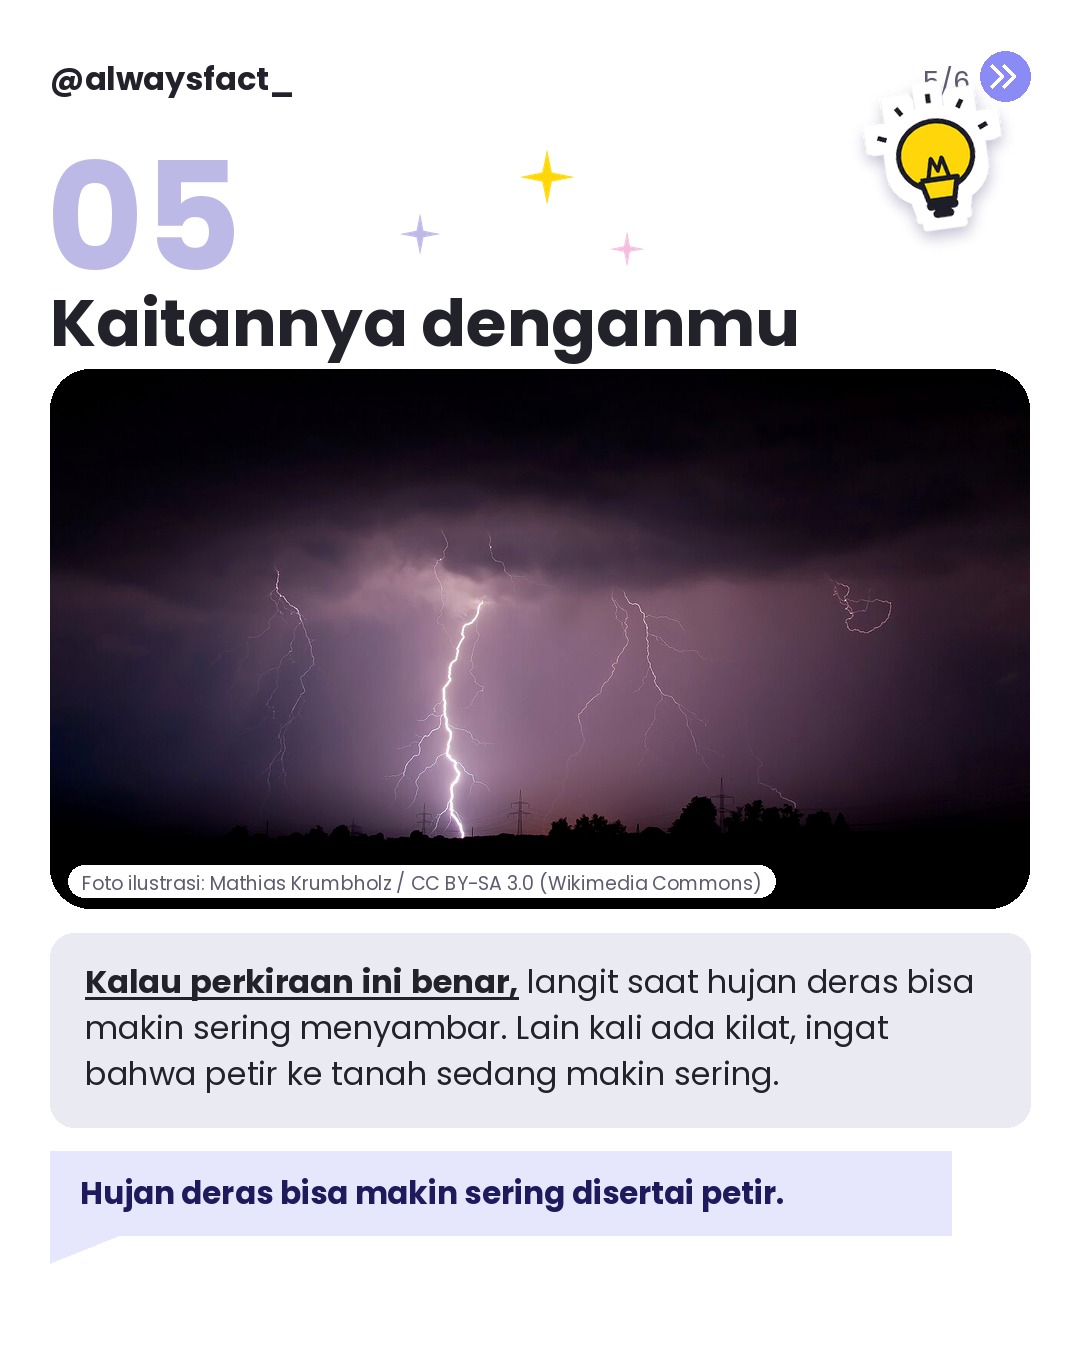 @alwaysfact_
5/6
05
Kaitannya denganmu
Foto ilustrasi: Mathias Krumbholz / CC BY-SA 3.0 (Wikimedia Commons)
Kalau perkiraan ini benar, langit saat hujan deras bisa
makin sering menyambar. Lain kali ada kilat, ingat
bahwa petir ke tanah sedang makin sering.
Hujan deras bisa makin sering disertai petir.